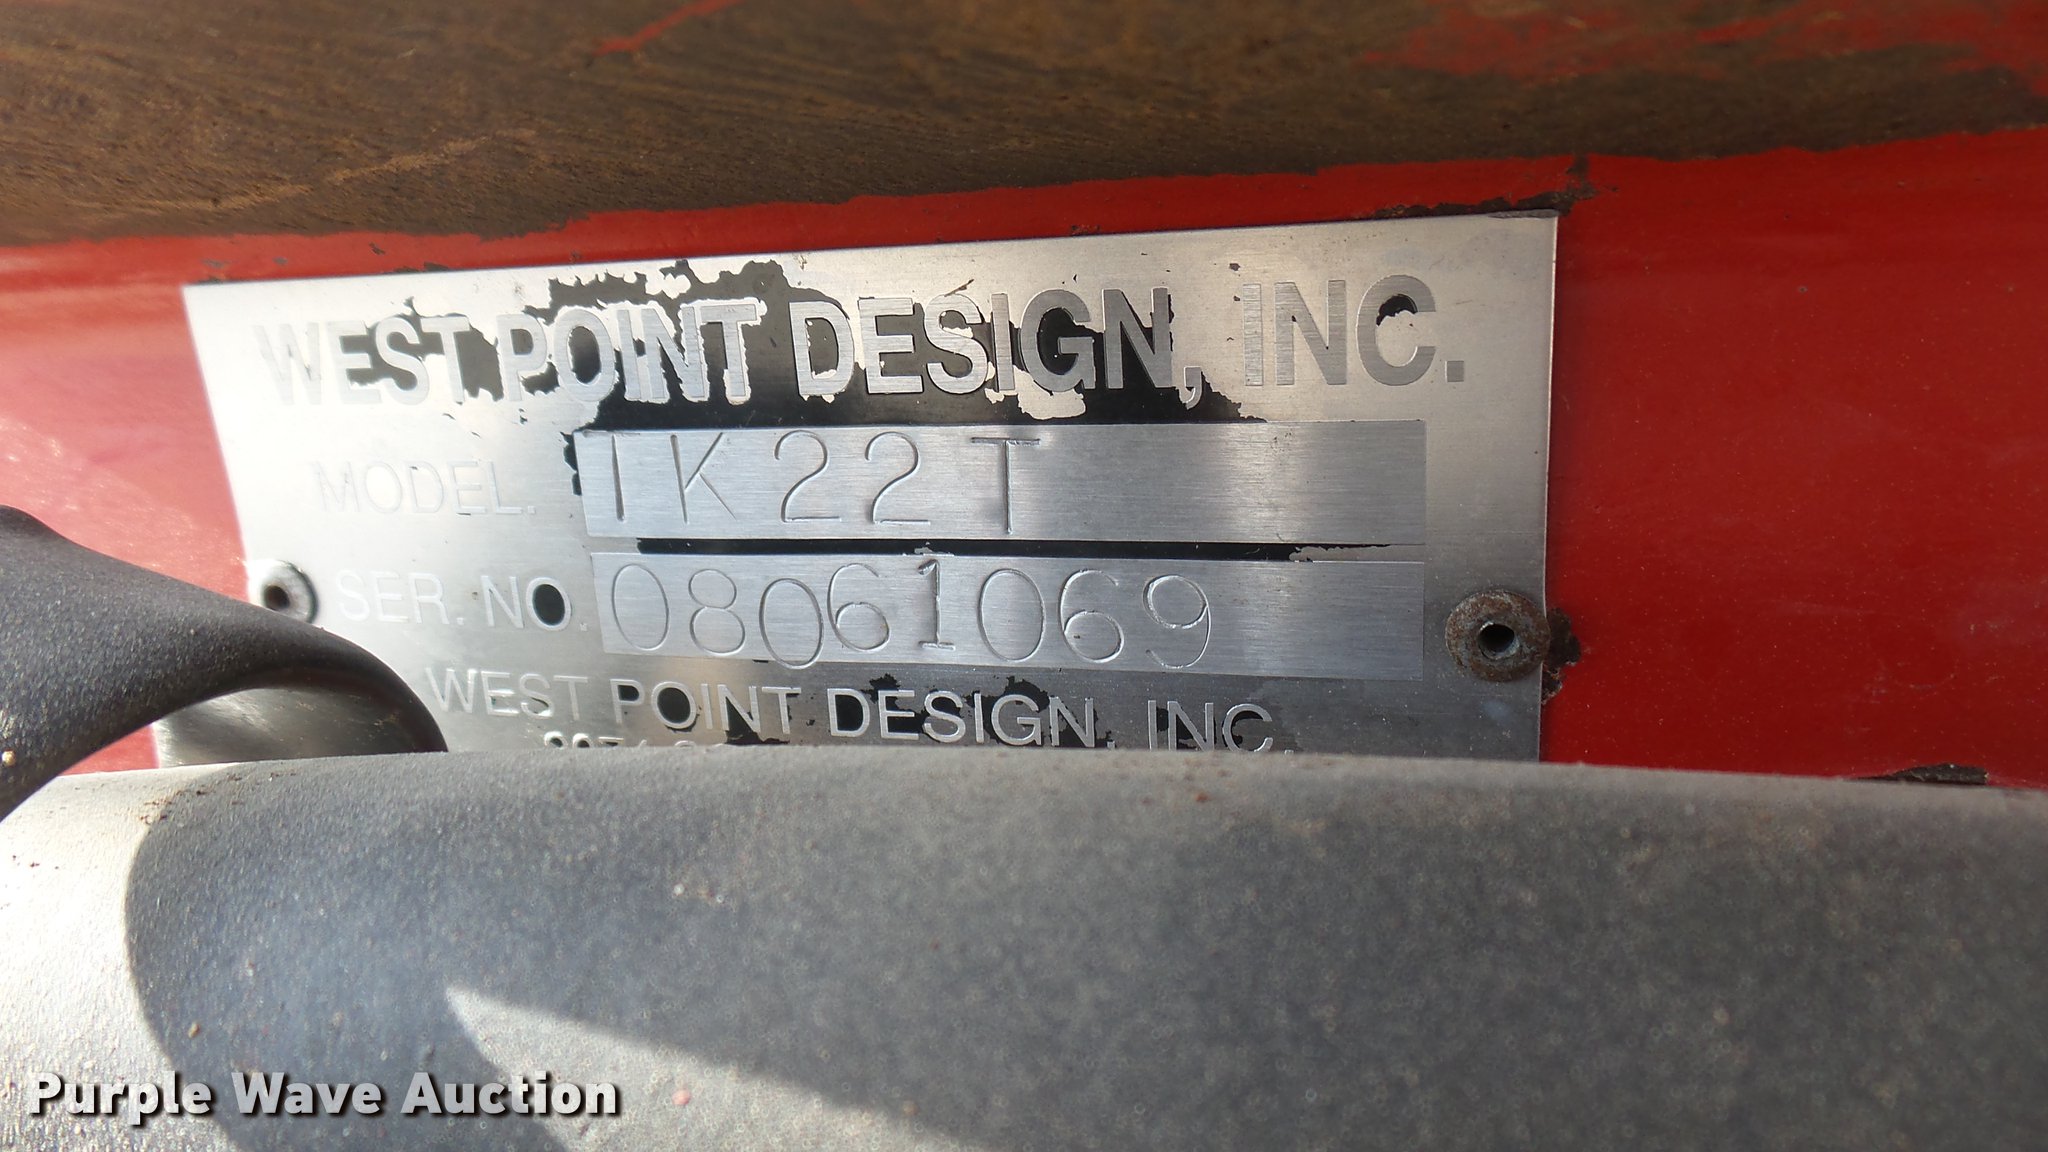 WEST POINT DESIGN, INC.
MODEL. TK22T
SER. NO. 08061069
WEST POINT DESIGN, INC.
Purple Wave Auction